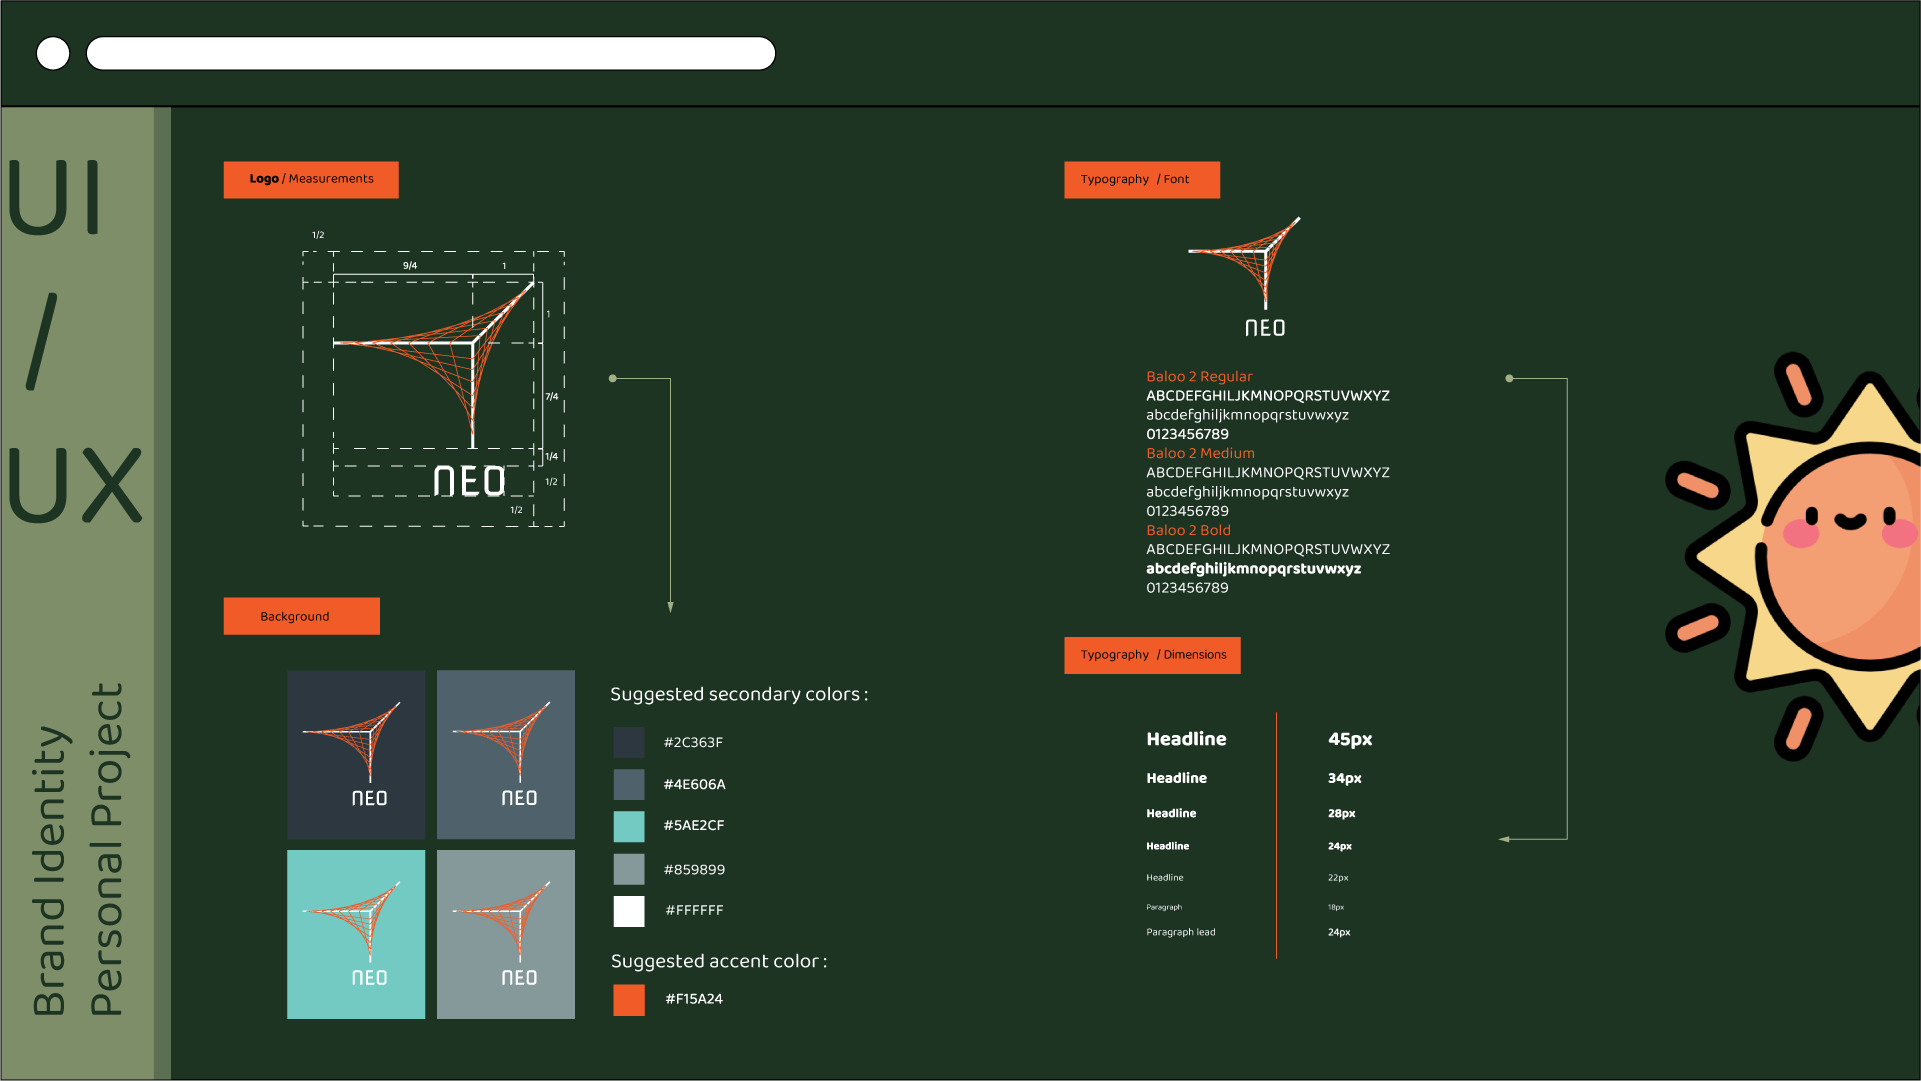 UI
/
UX
Brand Identity
Personal Project
Logo / Measurements
1/2
9/4
1
1
7/4
1/4
1/2
1/2
NEO
Background
NEO
NEO
NEO
NEO
Suggested secondary colors :
#2C363F
#4E606A
#5AE2CF
#859899
#FFFFFF
Suggested accent color :
#F15A24
Typography / Font
NEO
Baloo 2 Regular
ABCDEFGHILJKMNOPQRSTUVWXYZ
abcdefghiljkmnopqrstuvwxyz
0123456789
Baloo 2 Medium
ABCDEFGHILJKMNOPQRSTUVWXYZ
abcdefghiljkmnopqrstuvwxyz
0123456789
Baloo 2 Bold
ABCDEFGHILJKMNOPQRSTUVWXYZ
abcdefghiljkmnopqrstuvwxyz
0123456789
Typography / Dimensions
Headline 45px
Headline 34px
Headline 28px
Headline 24px
Headline 22px
Paragraph 18px
Paragraph lead 24px